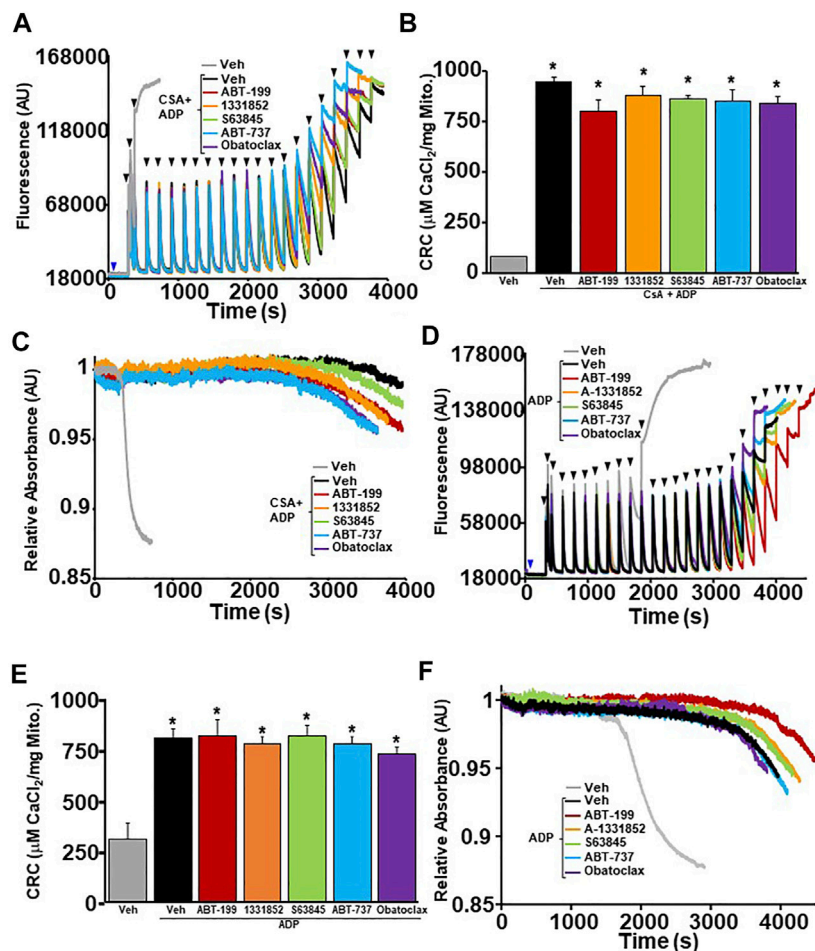 A
Fluorescence (AU)
168000
118000
68000
18000
0 1000 2000 3000 4000
Time (s)
Veh
CSA+
ADP
Veh
ABT-199
1331852
S63845
ABT-737
Obatoclax
B
CRC (µM CaCl2/mg Mito.)
1000
750
500
250
0
* * * * * *
Veh Veh ABT-199 1331852 S63845 ABT-737 Obatoclax
CsA + ADP
C
Relative Absorbance (AU)
1
0.95
0.9
0.85
0 1000 2000 3000 4000
Time (s)
Veh
CSA+
ADP
Veh
ABT-199
1331852
S63845
ABT-737
Obatoclax
D
Fluorescence (AU)
178000
138000
98000
58000
18000
0 1000 2000 3000 4000
Time (s)
Veh
ADP
Veh
ABT-199
A-1331852
S63845
ABT-737
Obatoclax
E
CRC (µM CaCl2/mg Mito.)
1000
750
500
250
0
* * * * * *
Veh Veh ABT-199 1331852 S63845 ABT-737 Obatoclax
ADP
F
Relative Absorbance (AU)
1
0.95
0.9
0.85
0 1000 2000 3000 4000
Time (s)
Veh
ADP
Veh
ABT-199
A-1331852
S63845
ABT-737
Obatoclax